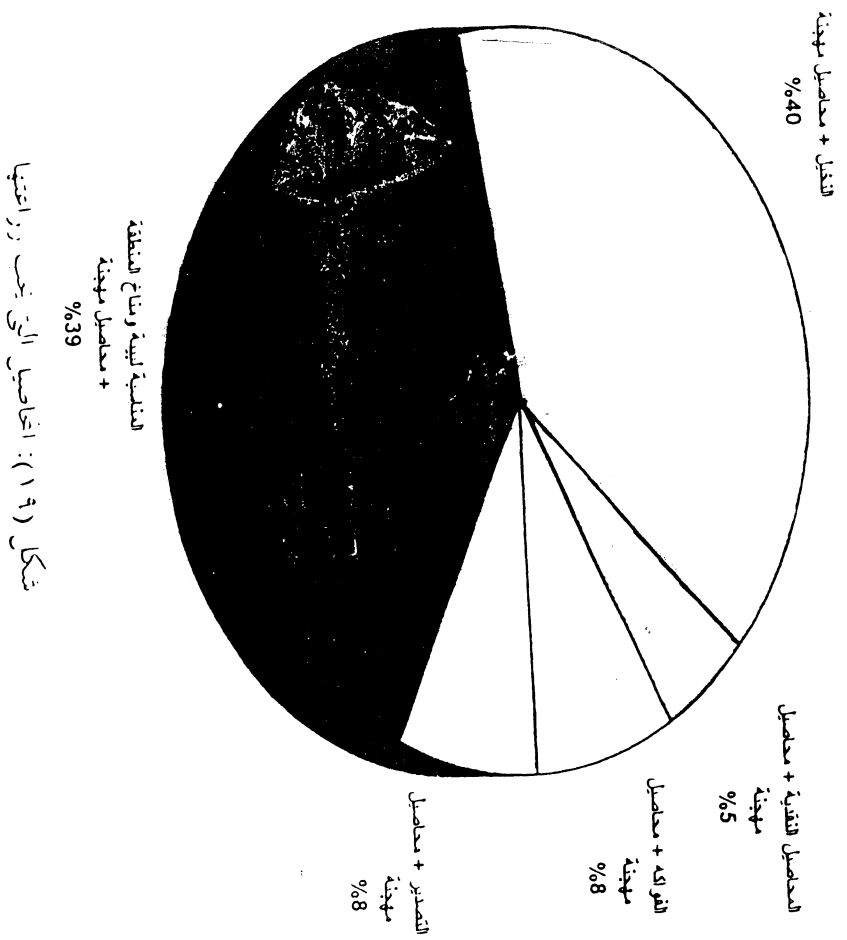 النخيل + محاصيل مهجنة
%40
المحاصيل النقدية + محاصيل
مهجنة
%5
الفواكه + محاصيل
مهجنة
%8
التصدير + محاصيل
مهجنة
%8
المناسبة لبيئة ومناخ المنطقة
+ محاصيل مهجنة
%39
شكل (١٩): المحاصيل التي يجب زراعتها